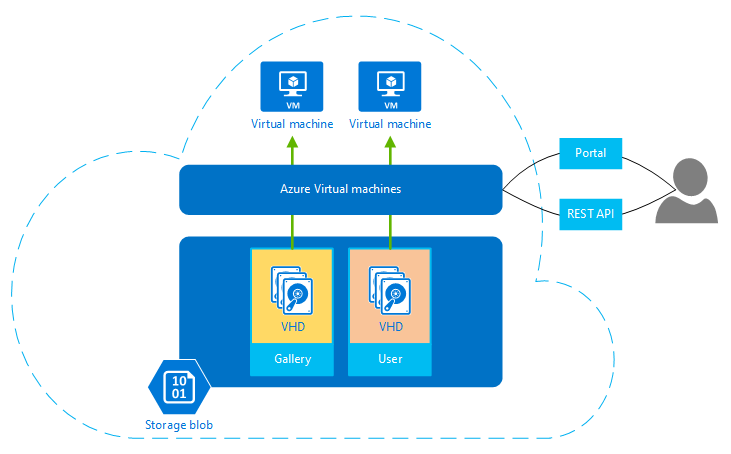 VM
VM
Virtual machine
Virtual machine
Portal
Azure Virtual machines
REST API
VHD
VHD
Gallery
User
10
01
Storage blob